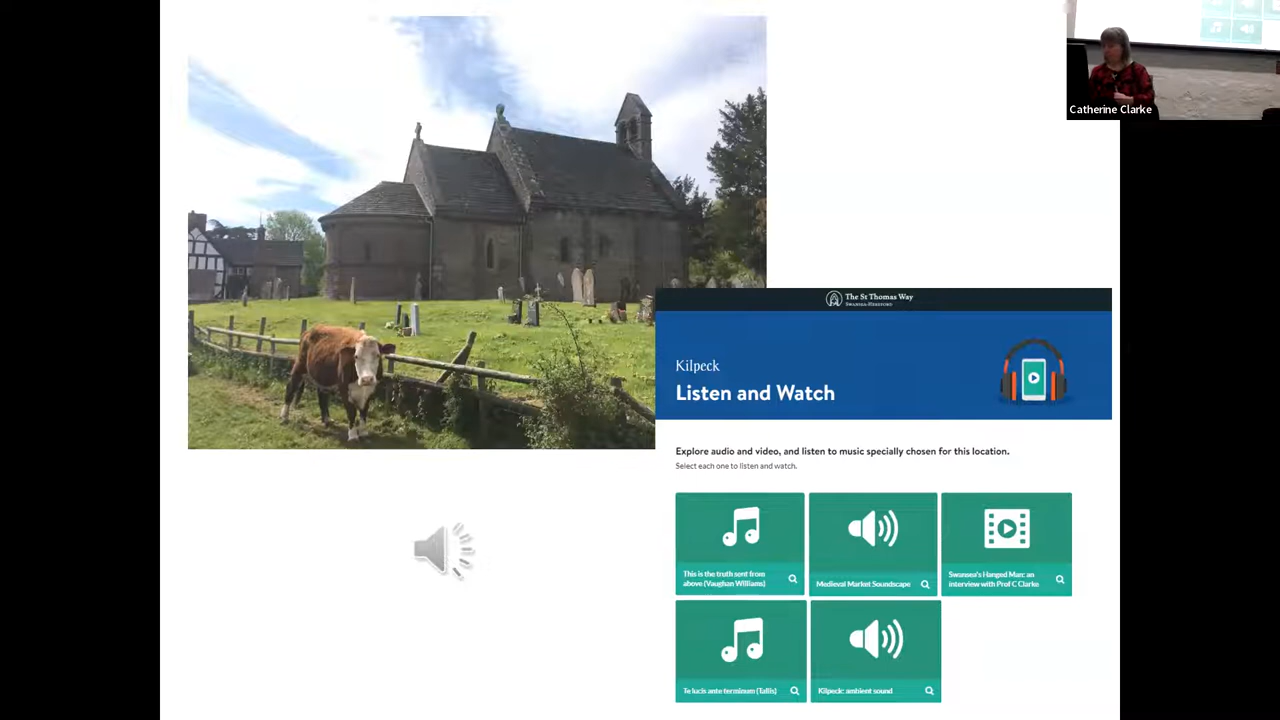 Catherine Clarke
The St Thomas Way
SWANSEA-HEREFORD
Kilpeck
Listen and Watch
Explore audio and video, and listen to music specially chosen for this location.
Select each one to listen and watch.
This is the truth sent from
above (Vaughan Williams)
Medieval Market Soundscape
Swansea's Hanged Man: an
interview with Prof C Clarke
Te lucis ante terminum (Tallis)
Kilpeck: ambient sound